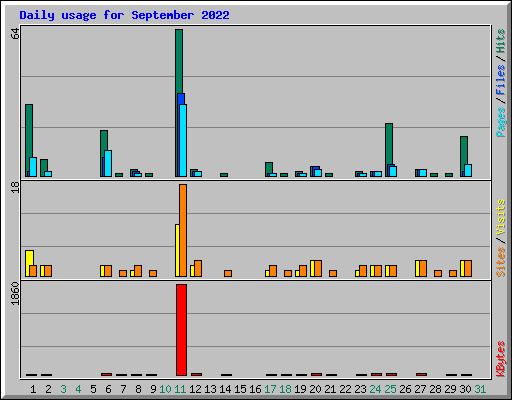 Daily usage for September 2022
64
18
1860
Pages / Files / Hits
Sites / Visits
KBytes
1 2 3 4 5 6 7 8 9 10 11 12 13 14 15 16 17 18 19 20 21 22 23 24 25 26 27 28 29 30 31